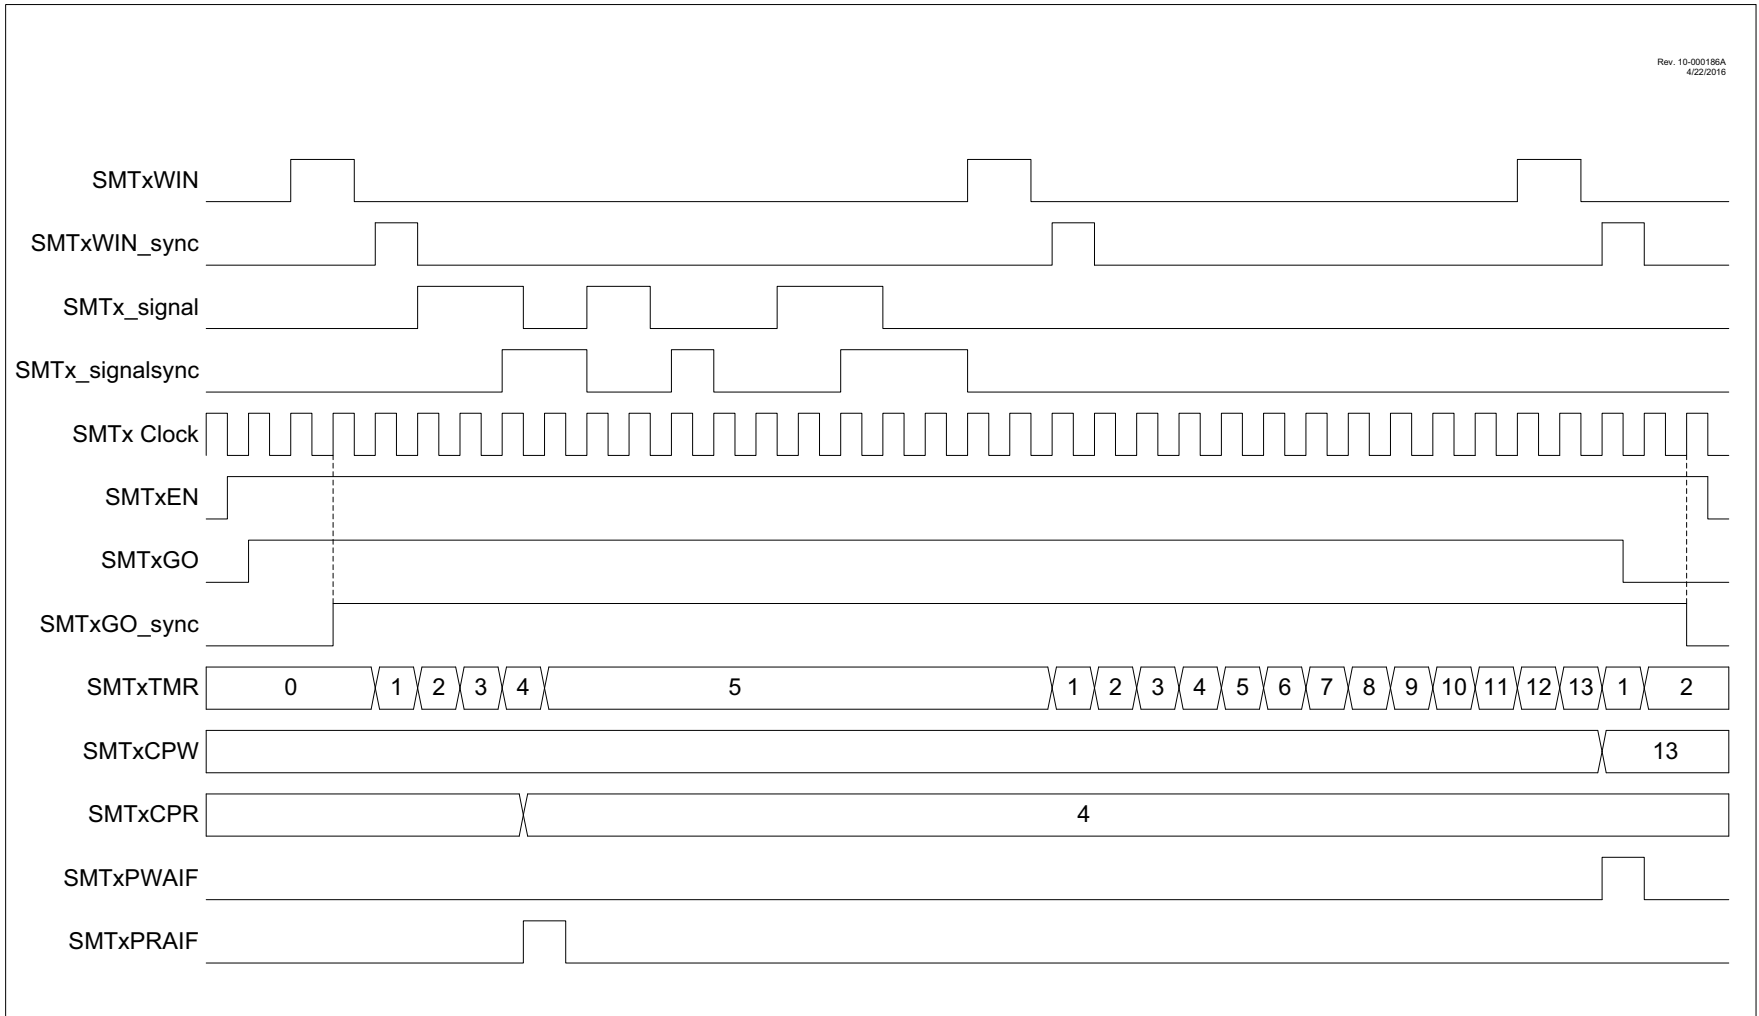 Rev. 10-000186A
4/22/2016
SMTxWIN
SMTxWIN_sync
SMTx_signal
SMTx_signalsync
SMTx Clock
SMTxEN
SMTxGO
SMTxGO_sync
SMTxTMR 0 1 2 3 4 5 1 2 3 4 5 6 7 8 9 10 11 12 13 1 2
SMTxCPW 13
SMTxCPR 4
SMTxPWAIF
SMTxPRAIF